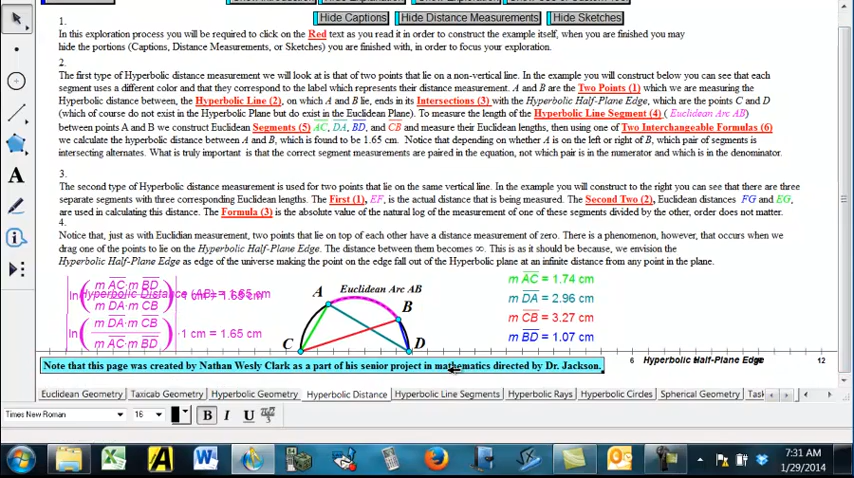 Hide Captions Hide Distance Measurements Hide Sketches
1.
In this exploration process you will be required to click on the Red text as you read it in order to construct the example itself, when you are finished you may
hide the portions (Captions, Distance Measurements, or Sketches) you are finished with, in order to focus your exploration.
2.
The first type of Hyperbolic distance measurement we will look at is that of two points that lie on a non-vertical line. In the example you will construct below you can see that each
segment uses a different color and that they correspond to the label which represents their distance measurement. A and B are the Two Points (1) which we are measuring the
Hyperbolic distance between, the Hyperbolic Line (2), on which A and B lie, ends in its Intersections (3) with the Hyperbolic Half-Plane Edge, which are the points C and D
(which of course do not exist in the Hyperbolic Plane but do exist in the Euclidean Plane). To measure the length of the Hyperbolic Line Segment (4) ( Euclidean Arc AB)
between points A and B we construct Euclidean Segments (5) AC, DA, BD, and CB and measure their Euclidean lengths, then using one of Two Interchangeable Formulas (6)
we calculate the hyperbolic distance between A and B, which is found to be 1.65 cm. Notice that depending on whether A is on the left or right of B, which pair of segments is
intersecting alternates. What is truly important is that the correct segment measurements are paired in the equation, not which pair is in the numerator and which is in the denominator.
3.
The second type of Hyperbolic distance measurement is used for two points that lie on the same vertical line. In the example you will construct to the right you can see that there are three
separate segments with three corresponding Euclidean lengths. The First (1), EF, is the actual distance that is being measured. The Second Two (2), Euclidean distances FG and EG,
are used in calculating this distance. The Formula (3) is the absolute value of the natural log of the measurement of one of these segments divided by the other, order does not matter.
4.
Notice that, just as with Euclidean measurement, two points that lie on top of each other have a distance measurement of zero. There is a phenomenon, however, that occurs when we
drag one of the points to lie on the Hyperbolic Half-Plane Edge. The distance between them becomes ∞. This is as it should be because, we envision the
Hyperbolic Half-Plane Edge as edge of the universe making the point on the edge fall out of the Hyperbolic plane at an infinite distance from any point in the plane.
Hyperbolic Distance (AB) = 1.65 cm
ln (m AC·m BD / m DA·m CB) ·1 cm = 1.65 cm
ln (m DA·m CB / m AC·m BD) ·1 cm = 1.65 cm
A Euclidean Arc AB
B
C D
m AC = 1.74 cm
m DA = 2.96 cm
m CB = 3.27 cm
m BD = 1.07 cm
6 Hyperbolic Half-Plane Edge 12
Note that this page was created by Nathan Wesly Clark as a part of his senior project in mathematics directed by Dr. Jackson.
Euclidean Geometry Taxicab Geometry Hyperbolic Geometry Hyperbolic Distance Hyperbolic Line Segments Hyperbolic Rays Hyperbolic Circles Spherical Geometry Task
Times New Roman 16 B I U
7:31 AM
1/29/2014